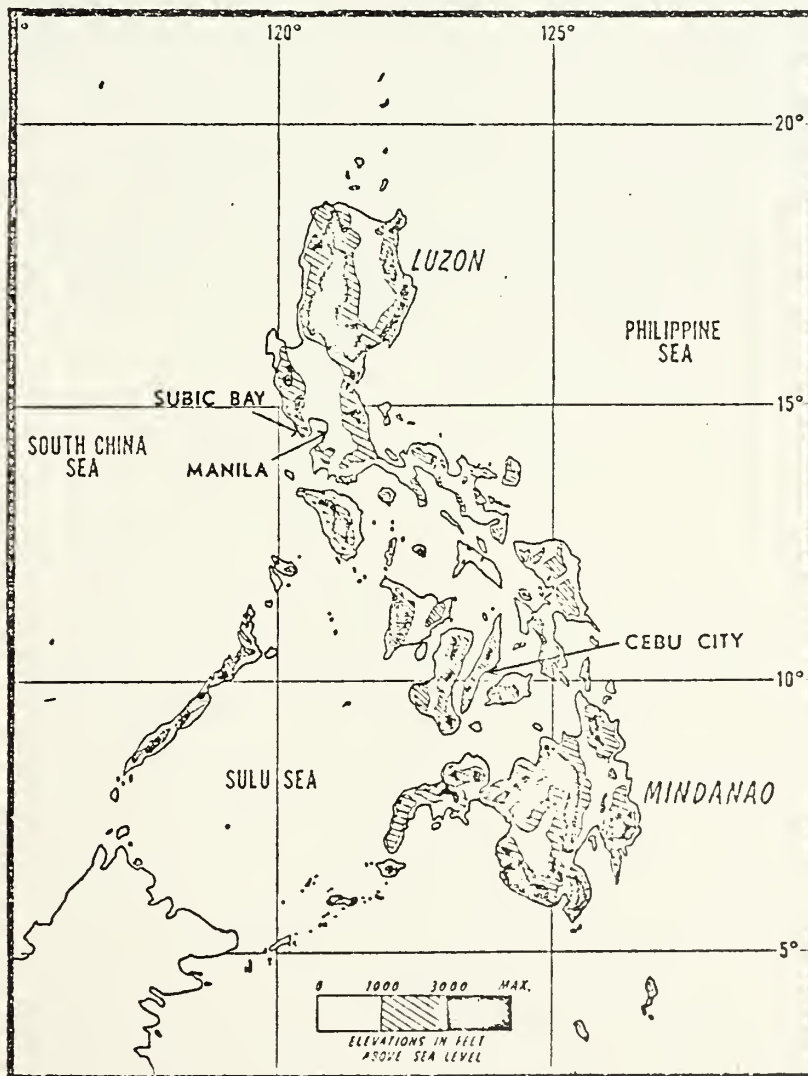 120° 125°
20°
LUZON
PHILIPPINE
SEA
SUBIC BAY
15°
SOUTH CHINA
SEA
MANILA
CEBU CITY
10°
SULU SEA
MINDANAO
5°
0 1000 3000 MAX.
ELEVATIONS IN FEET
ABOVE SEA LEVEL